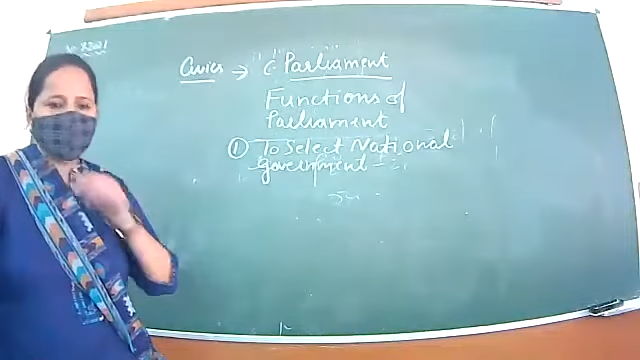 Civics → Parliament
Functions of
Parliament
① To Select National
government